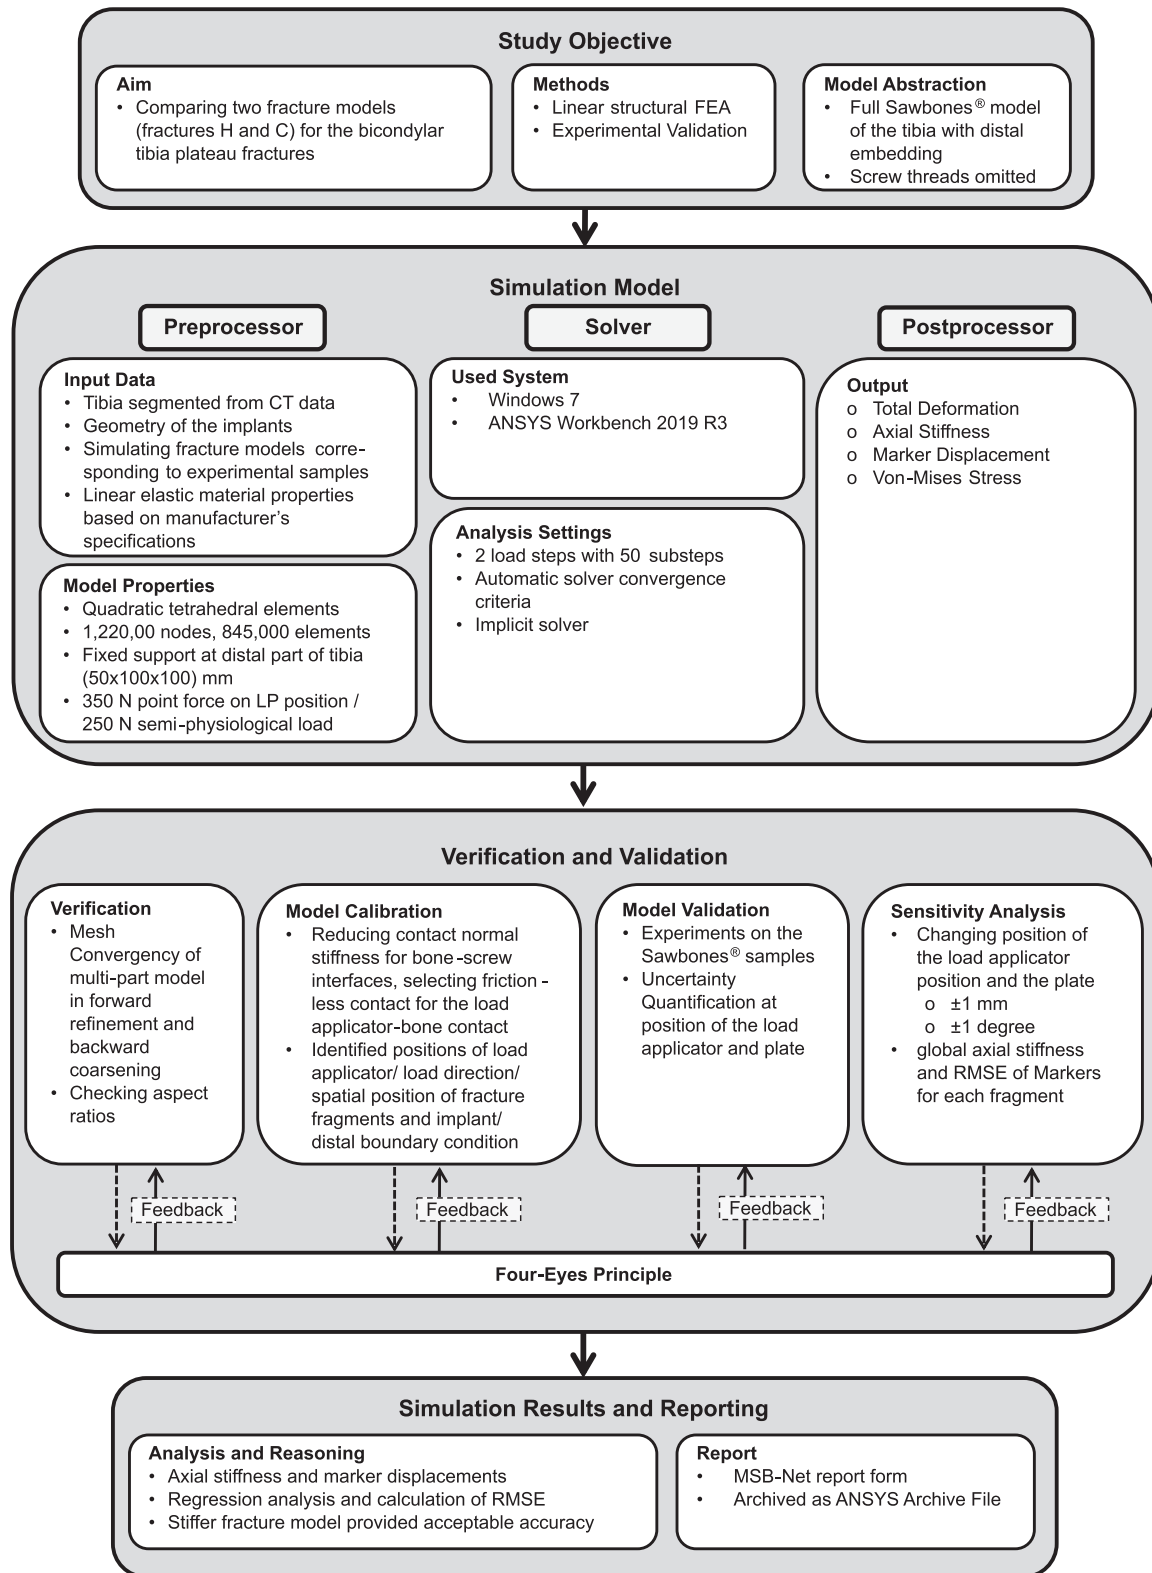 Study Objective
Aim
• Comparing two fracture models
(fractures H and C) for the bicondylar
tibia plateau fractures
Methods
• Linear structural FEA
• Experimental Validation
Model Abstraction
• Full Sawbones® model
of the tibia with distal
embedding
• Screw threads omitted
Simulation Model
Preprocessor
Input Data
• Tibia segmented from CT data
• Geometry of the implants
• Simulating fracture models corre-
sponding to experimental samples
• Linear elastic material properties
based on manufacturer's
specifications
Model Properties
• Quadratic tetrahedral elements
• 1,220,00 nodes, 845,000 elements
• Fixed support at distal part of tibia
(50x100x100) mm
• 350 N point force on LP position /
250 N semi-physiological load
Solver
Used System
• Windows 7
• ANSYS Workbench 2019 R3
Analysis Settings
• 2 load steps with 50 substeps
• Automatic solver convergence
criteria
• Implicit solver
Postprocessor
Output
o Total Deformation
o Axial Stiffness
o Marker Displacement
o Von-Mises Stress
Verification and Validation
Verification
• Mesh
Convergency of
multi-part model
in forward
refinement and
backward
coarsening
• Checking aspect
ratios
Model Calibration
• Reducing contact normal
stiffness for bone-screw
interfaces, selecting friction-
less contact for the load
applicator-bone contact
• Identified positions of load
applicator/ load direction/
spatial position of fracture
fragments and implant/
distal boundary condition
Model Validation
• Experiments on the
Sawbones® samples
• Uncertainty
Quantification at
position of the load
applicator and plate
Sensitivity Analysis
• Changing position of
the load applicator
position and the plate
o ±1 mm
o ±1 degree
• global axial stiffness
and RMSE of Markers
for each fragment
Feedback
Feedback
Feedback
Feedback
Four-Eyes Principle
Simulation Results and Reporting
Analysis and Reasoning
• Axial stiffness and marker displacements
• Regression analysis and calculation of RMSE
• Stiffer fracture model provided acceptable accuracy
Report
• MSB-Net report form
• Archived as ANSYS Archive File